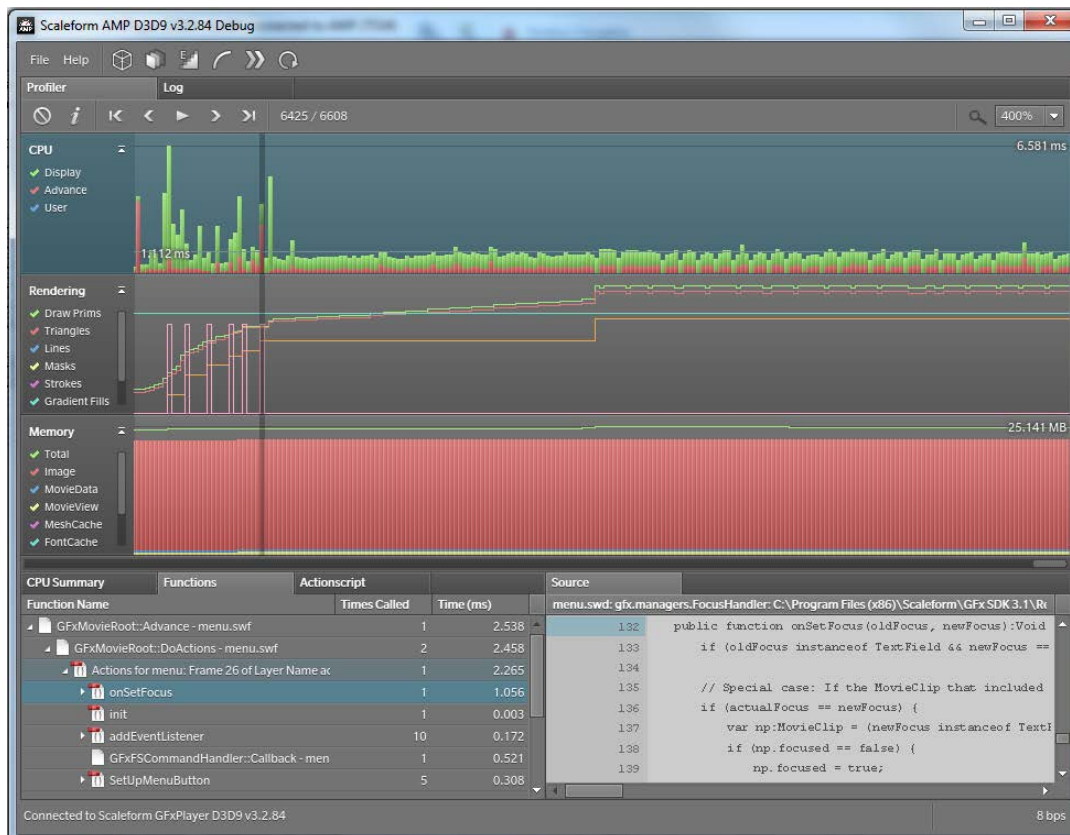 AMP
Scaleform AMP D3D9 v3.2.84 Debug
File Help
Profiler Log
6425 / 6608 400%
CPU
6.581 ms
Display
Advance
User
1.112 ms
Rendering
Draw Prims
Triangles
Lines
Masks
Strokes
Gradient Fills
Memory
25.141 MB
Total
Image
MovieData
MovieView
MeshCache
FontCache
CPU Summary Functions Actionscript Source
Function Name Times Called Time (ms) menu.swd: gfx.managers.FocusHandler: C:\Program Files (x86)\Scaleform\GFx SDK 3.1\Re
GFxMovieRoot::Advance - menu.swf 1 2.538 132 public function onSetFocus(oldFocus, newFocus):Void
GFxMovieRoot::DoActions - menu.swf 2 2.458 133 if (oldFocus instanceof TextField && newFocus ==
Actions for menu: Frame 26 of Layer Name ac 1 2.265 134
onSetFocus 1 1.056 135 // Special case: If the MovieClip that included
init 1 0.003 136 if (actualFocus == newFocus) {
addEventListener 10 0.172 137 var np:MovieClip = (newFocus instanceof TextF
GFxFSCommandHandler::Callback - men 1 0.521 138 if (np.focused == false) {
SetUpMenuButton 5 0.308 139 np.focused = true;
Connected to Scaleform GFxPlayer D3D9 v3.2.84 8 bps